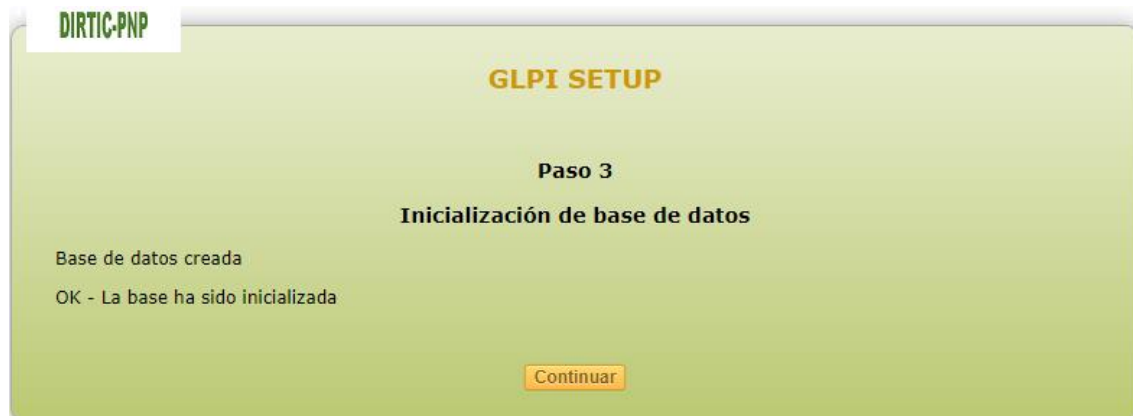 DIRTIC-PNP
GLPI SETUP
Paso 3
Inicialización de base de datos
Base de datos creada
OK - La base ha sido inicializada
Continuar